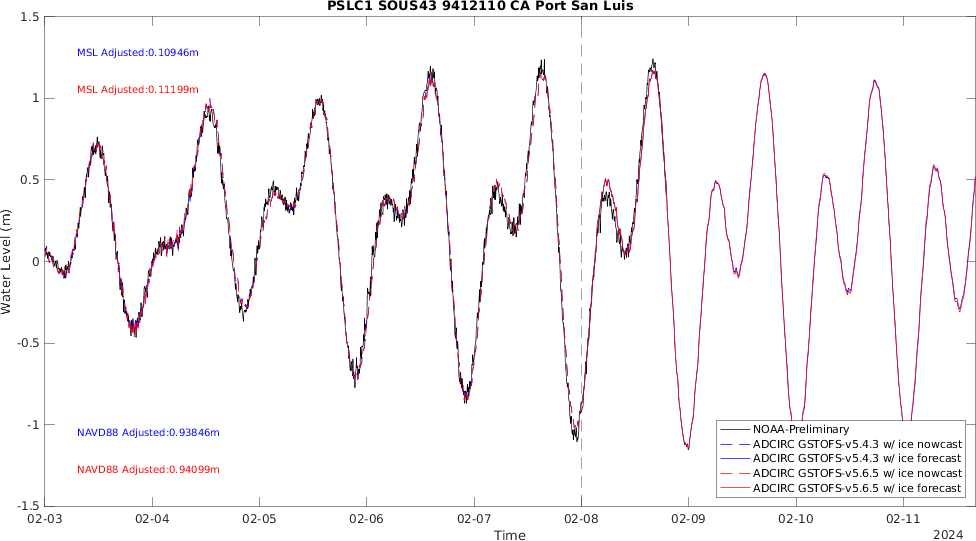 PSLC1 SOUS43 9412110 CA Port San Luis
1.5
MSL Adjusted:0.10946m
MSL Adjusted:0.11199m
1
0.5
0
-0.5
-1
-1.5
Water Level (m)
NAVD88 Adjusted:0.93846m
NAVD88 Adjusted:0.94099m
NOAA-Preliminary
ADCIRC GSTOFS-v5.4.3 w/ ice nowcast
ADCIRC GSTOFS-v5.4.3 w/ ice forecast
ADCIRC GSTOFS-v5.6.5 w/ ice nowcast
ADCIRC GSTOFS-v5.6.5 w/ ice forecast
02-03 02-04 02-05 02-06 02-07 02-08 02-09 02-10 02-11
Time
2024